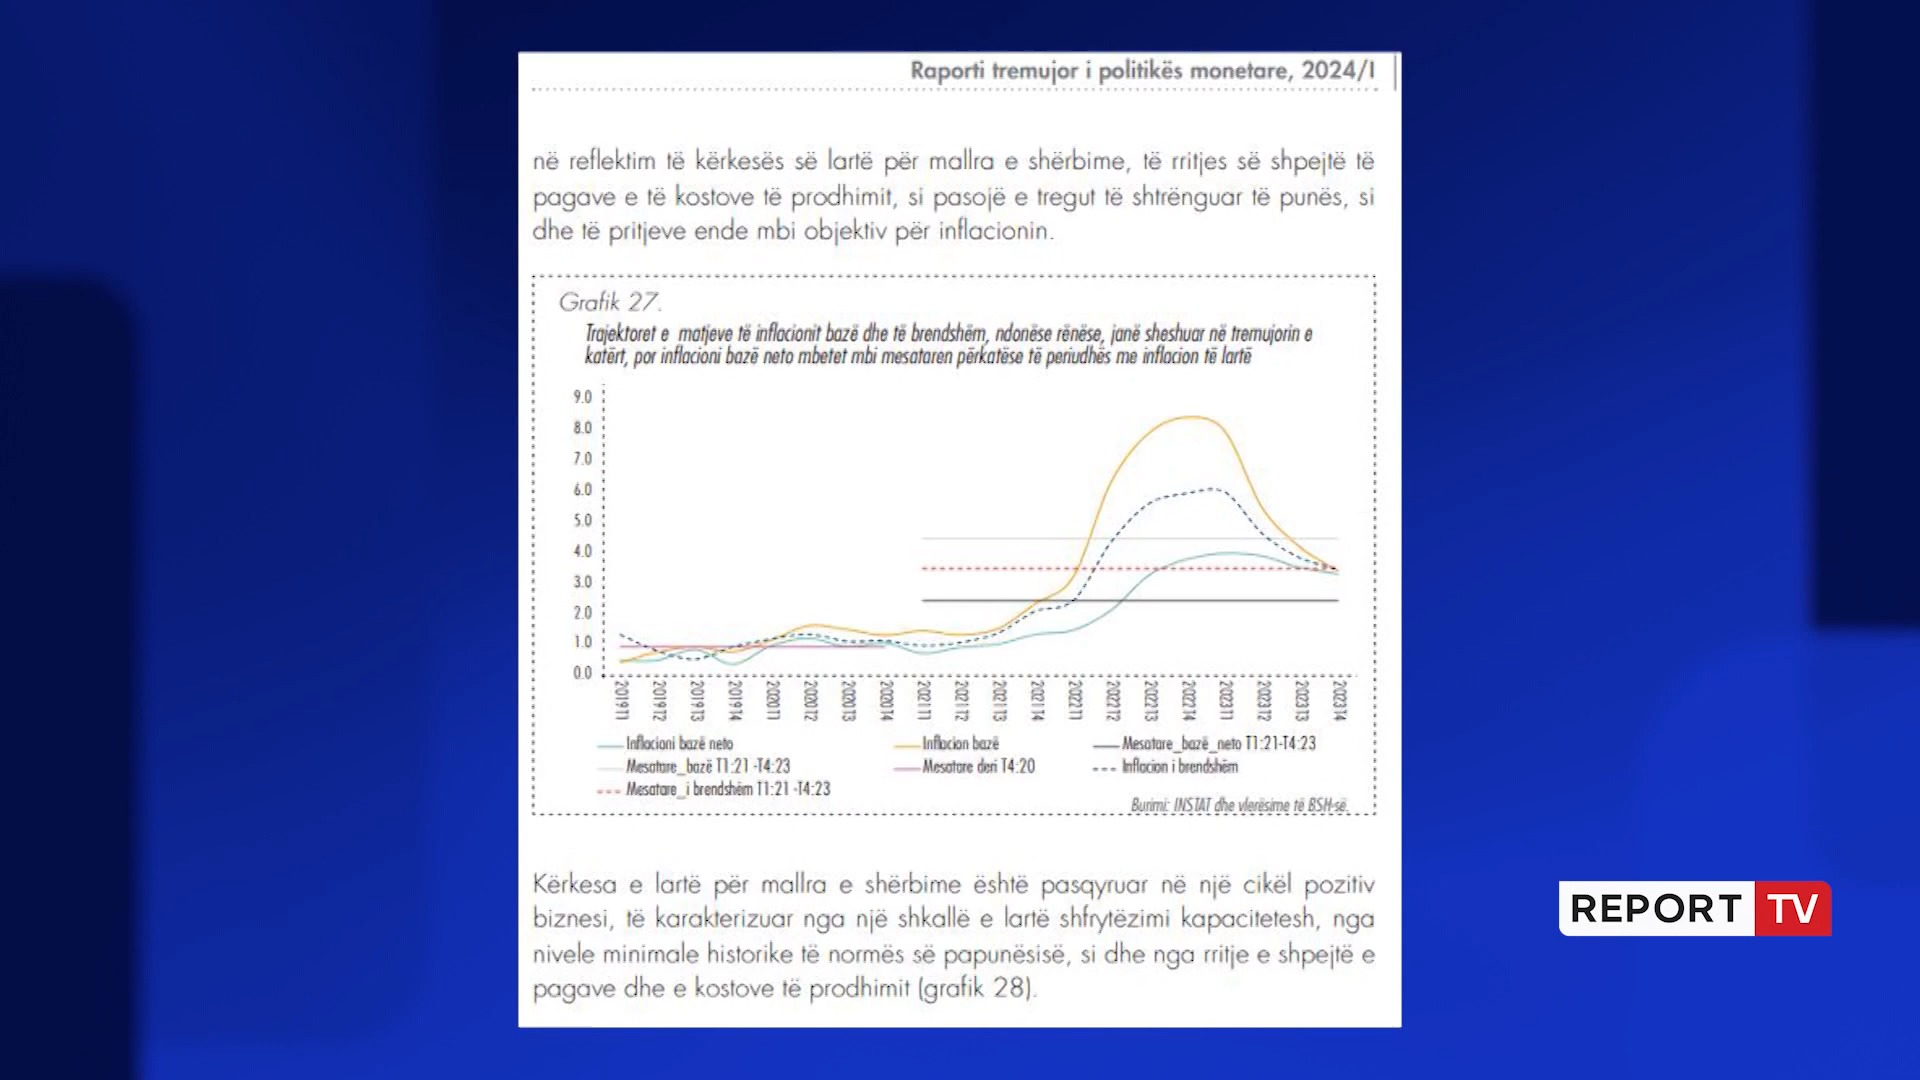 Raporti tremujor i politikës monetare, 2024/I
në reflektim të kërkesës së lartë për mallra e shërbime, të rritjes së shpejtë të
pagave e të kostove të prodhimit, si pasojë e tregut të shtrënguar të punës, si
dhe të pritjeve ende mbi objektiv për inflacionin.
Grafik 27.
Trajektoret e matjeve të inflacionit bazë dhe të brendshëm, ndonëse rënëse, janë sheshuar në tremujorin e
katërt, por inflacioni bazë neto mbetet mbi mesataren përkatëse të periudhës me inflacion të lartë
9.0
8.0
7.0
6.0
5.0
4.0
3.0
2.0
1.0
0.0
2019T1 2019T2 2019T3 2019T4 2020T1 2020T2 2020T3 2020T4 2021T1 2021T2 2021T3 2021T4 2022T1 2022T2 2022T3 2022T4 2023T1 2023T2 2023T3 2023T4
Inflacioni bazë neto Inflacion bazë Mesatare_bazë_neto T1:21-T4:23
Mesatare_bazë T1:21 -T4:23 Mesatare deri T4:20 Inflacion i brendshëm
Mesatare_i brendshëm T1:21 -T4:23
Burimi: INSTAT dhe vlerësime të BSH-së.
Kërkesa e lartë për mallra e shërbime është pasqyruar në një cikël pozitiv
biznesi, të karakterizuar nga një shkallë e lartë shfrytëzimi kapacitetesh, nga
nivele minimale historike të normës së papunësisë, si dhe nga rritje e shpejtë e
pagave dhe e kostove të prodhimit (grafik 28).
REPORT TV